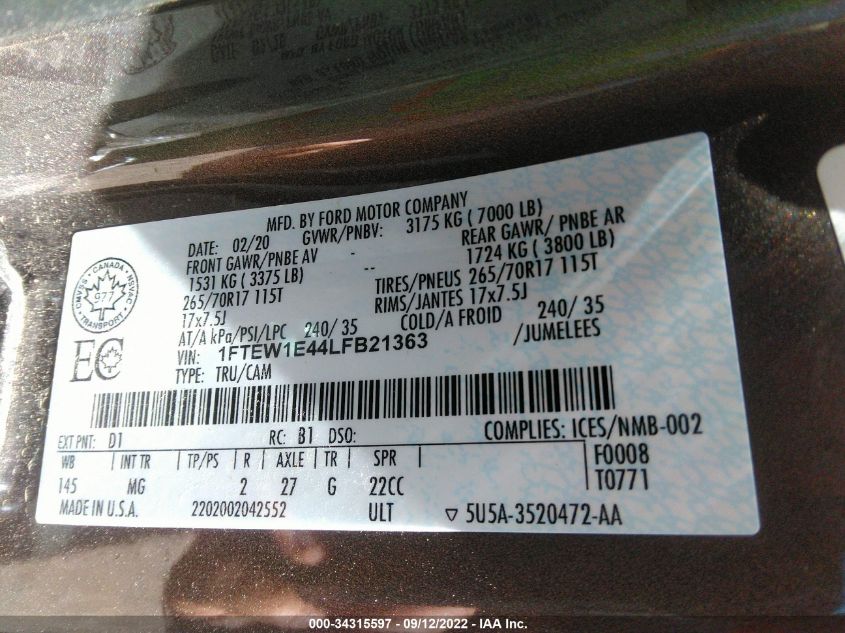 MFD. BY FORD MOTOR COMPANY
DATE: 02/20 GVWR/PNBV: 3175 KG ( 7000 LB)
FRONT GAWR/PNBE AV - REAR GAWR/ PNBE AR
1531 KG ( 3375 LB) -- 1724 KG ( 3800 LB)
265/70R17 115T TIRES/PNEUS 265/70R17 115T
17x7.5J RIMS/JANTES 17x7.5J
AT/A kPa/PSI/LPC 240/ 35 COLD/A FROID 240/ 35
VIN: 1FTEW1E44LFB21363 /JUMELEES
TYPE: TRU/CAM
CANADA
CMVSS NSVAC
977
TRANSPORT
EC
EXT PNT: D1 RC: B1 DSO: COMPLIES: ICES/NMB-002
WB INT TR TP/PS R AXLE TR SPR F0008
145 MG 2 27 G 22CC T0771
MADE IN U.S.A. 2202002042552 ULT ▽ 5U5A-3520472-AA
000-34315597 - 09/12/2022 - IAA Inc.